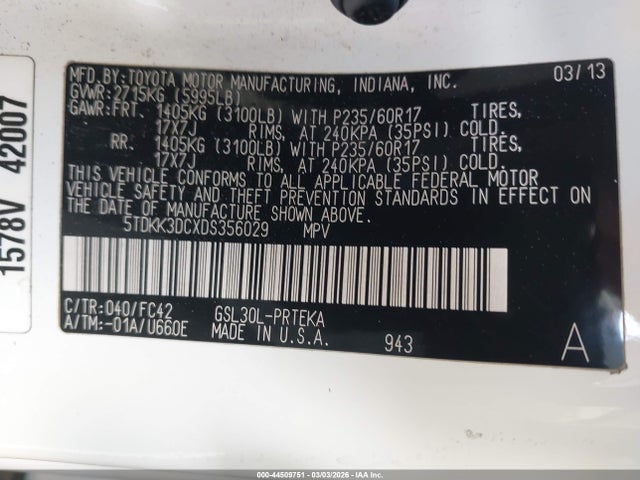 MFD.BY:TOYOTA MOTOR MANUFACTURING, INDIANA, INC. 03/13
GVWR:2715KG (5995LB)
GAWR:FRT. 1405KG (3100LB) WITH P235/60R17 TIRES,
17X7J RIMS, AT 240KPA (35PSI) COLD.
RR. 1405KG (3100LB) WITH P235/60R17 TIRES,
17X7J RIMS, AT 240KPA (35PSI) COLD.
THIS VEHICLE CONFORMS TO ALL APPLICABLE FEDERAL MOTOR
VEHICLE SAFETY AND THEFT PREVENTION STANDARDS IN EFFECT ON
THE DATE OF MANUFACTURE SHOWN ABOVE.
5TDKK3DCXDS356029 MPV
C/TR:040/FC42 GSL30L-PRTEKA
A/TM:-01A/U660E MADE IN U.S.A. 943 A
1578V 42007
000-44509751 | 03/03/2026 - IAA Inc.